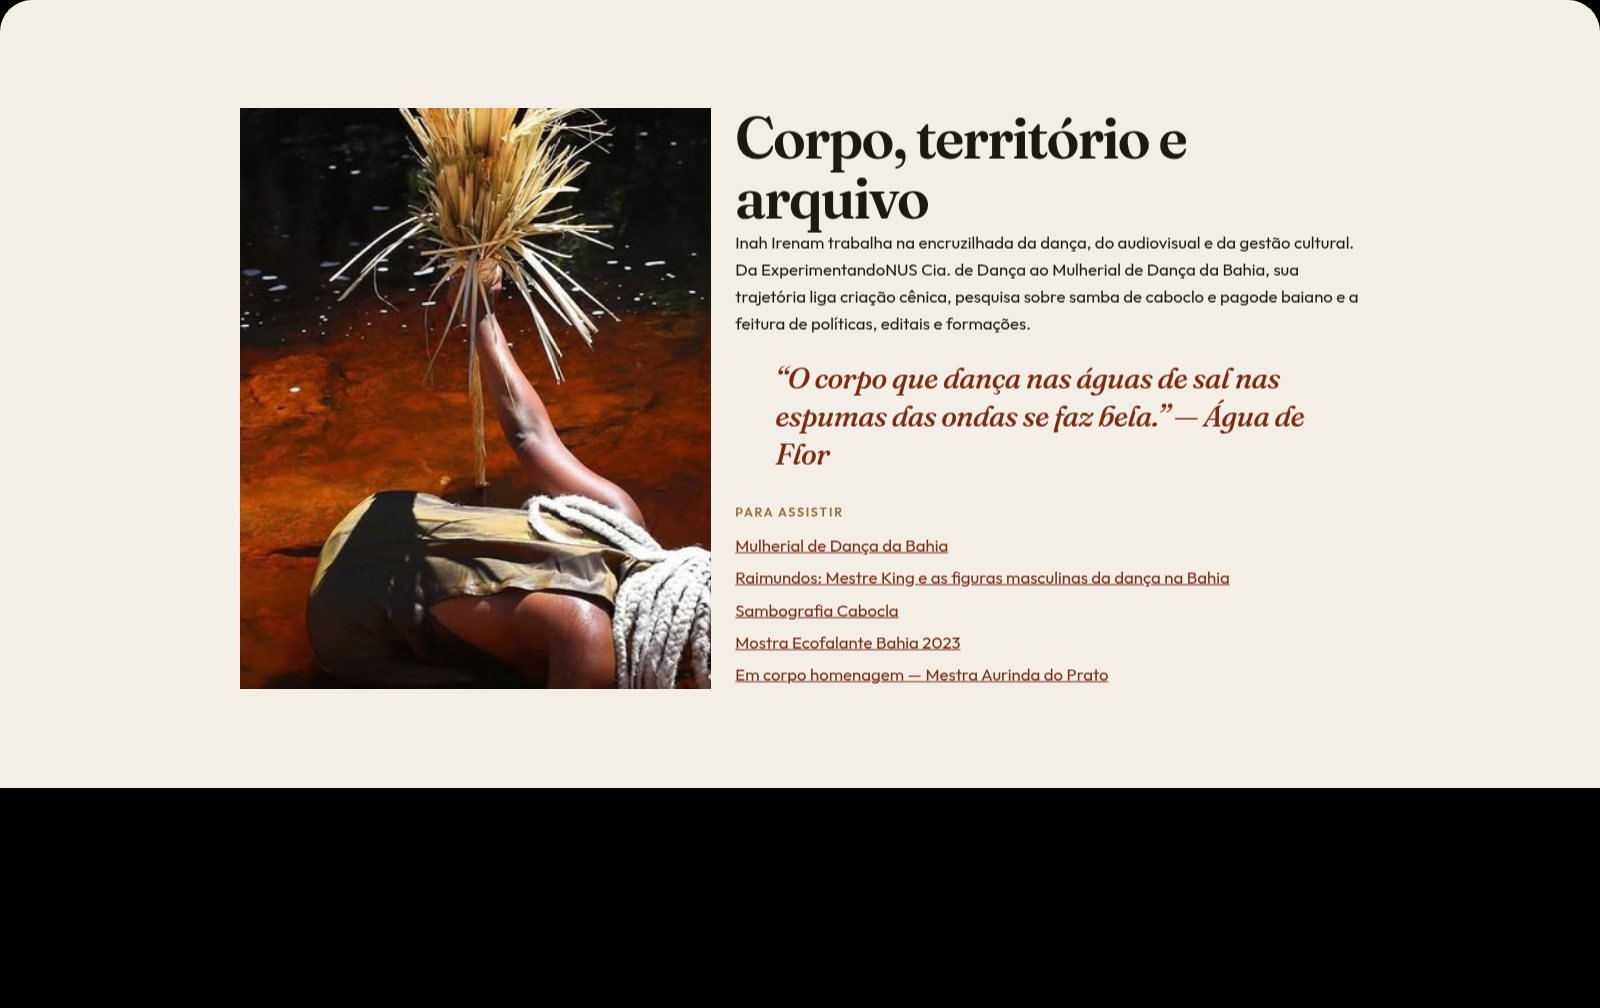 Corpo, território e
arquivo
Inah Irenam trabalha na encruzilhada da dança, do audiovisual e da gestão cultural.
Da ExperimentandoNUS Cia. de Dança ao Mulherial de Dança da Bahia, sua
trajetória liga criação cênica, pesquisa sobre samba de caboclo e pagode baiano e a
feitura de políticas, editais e formações.
“O corpo que dança nas águas de sal nas
espumas das ondas se faz bela.” — Água de
Flor
PARA ASSISTIR
Mulherial de Dança da Bahia
Raimundos: Mestre King e as figuras masculinas da dança na Bahia
Sambografia Cabocla
Mostra Ecofalante Bahia 2023
Em corpo homenagem — Mestra Aurinda do Prato